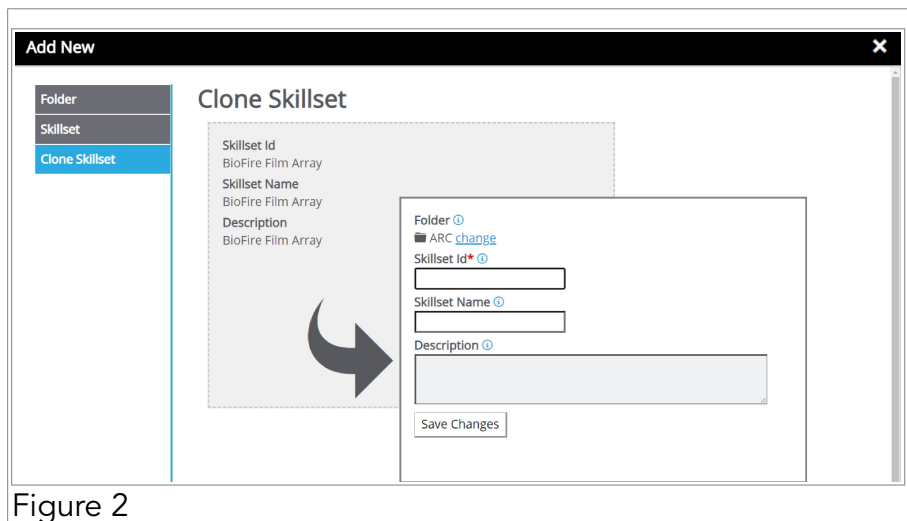 Add New
Folder
Skillset
Clone Skillset
Clone Skillset
Skillset Id
BioFire Film Array
Skillset Name
BioFire Film Array
Description
BioFire Film Array
Folder
ARC change
Skillset Id*
Skillset Name
Description
Save Changes
Figure 2